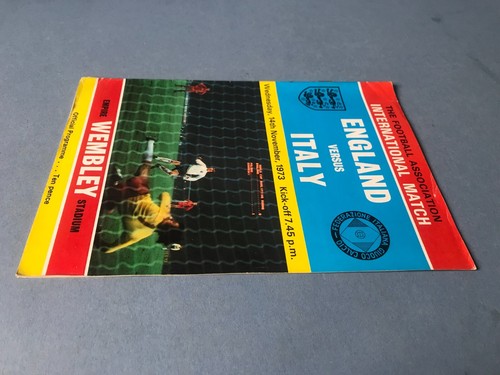 THE FOOTBALL ASSOCIATION
INTERNATIONAL MATCH
ENGLAND
VERSUS
ITALY
FEDERAZIONE ITALIANA GIUOCO CALCIO
Wednesday, 14th November, 1973 Kick-off 7.45 p.m.
EMPIRE
WEMBLEY
STADIUM
Official Programme . . Ten pence